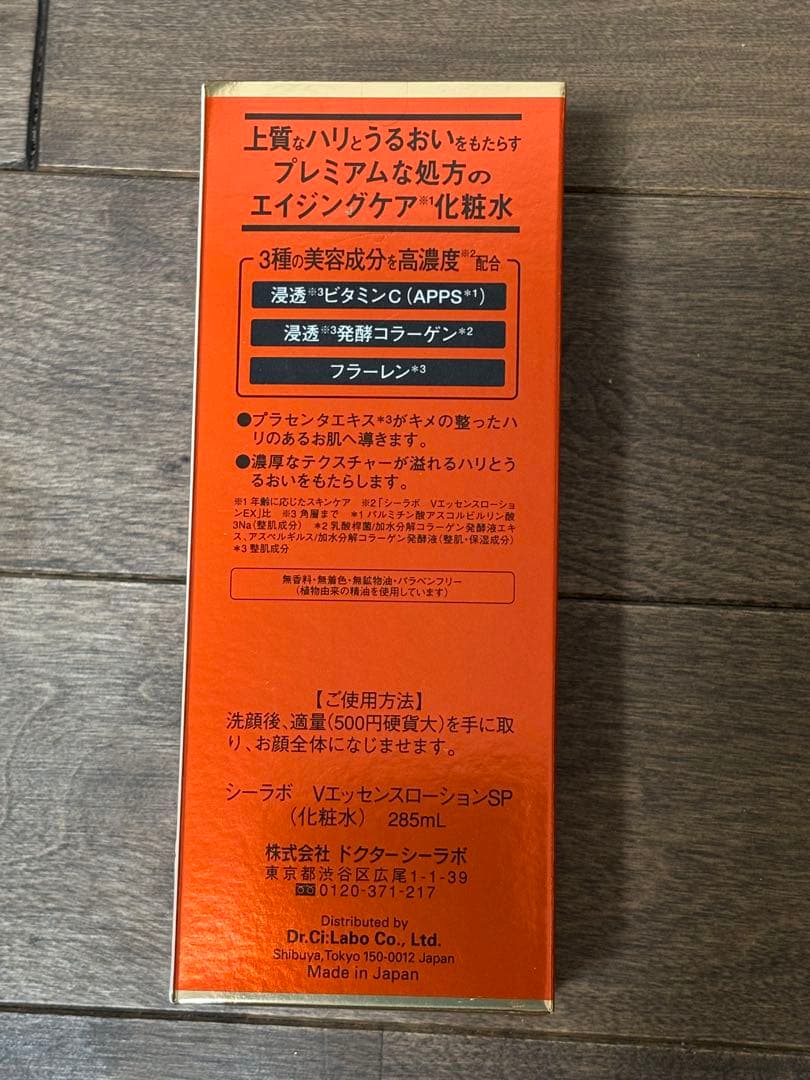 上質なハリとうるおいをもたらす
プレミアムな処方の
エイジングケア※1化粧水
3種の美容成分を高濃度※2配合
浸透※3ビタミンC(APPS*1)
浸透※3発酵コラーゲン*2
フラーレン*3
●プラセンタエキス*3がキメの整ったハ
リのあるお肌へ導きます。
●濃厚なテクスチャーが溢れるハリとう
るおいをもたらします。
※1 年齢に応じたスキンケア ※2「シーラボ Vエッセンスローショ
ンEX」比 ※3 角層まで *1 パルミチン酸アスコルビルリン酸
3Na(整肌成分) *2 乳酸桿菌/加水分解コラーゲン発酵液エキ
ス、アスペルギルス/加水分解コラーゲン発酵液(整肌・保湿成分)
*3 整肌成分
無香料・無着色・無鉱物油・パラベンフリー
(植物由来の精油を使用しています)
【ご使用方法】
洗顔後、適量(500円硬貨大)を手に取
り、お顔全体になじませます。
シーラボ VエッセンスローションSP
(化粧水) 285mL
株式会社 ドクターシーラボ
東京都渋谷区広尾1-1-39
0120-371-217
Distributed by
Dr.Ci:Labo Co., Ltd.
Shibuya,Tokyo 150-0012 Japan
Made in Japan